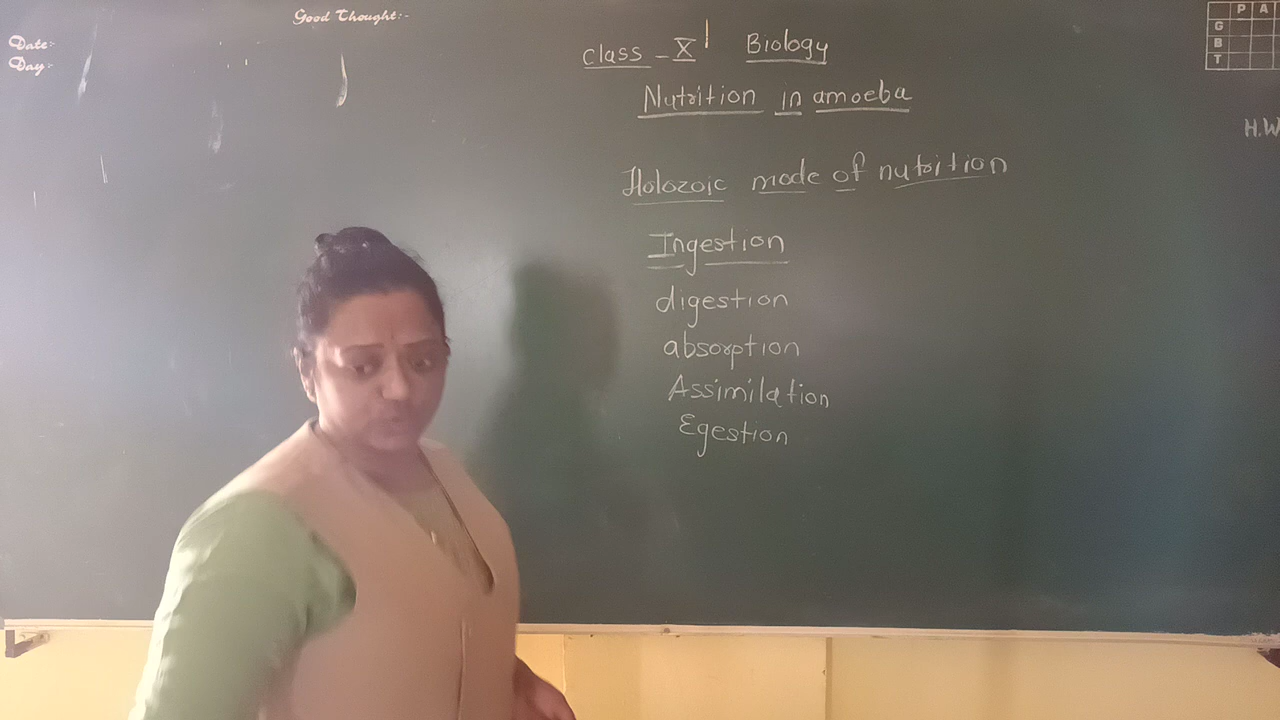 Good Thought:-
Date:-
Day:-
P A
G
B
T
H.W
Class - X Biology
Nutrition in amoeba
Holozoic mode of nutrition
Ingestion
digestion
absorption
Assimilation
Egestion